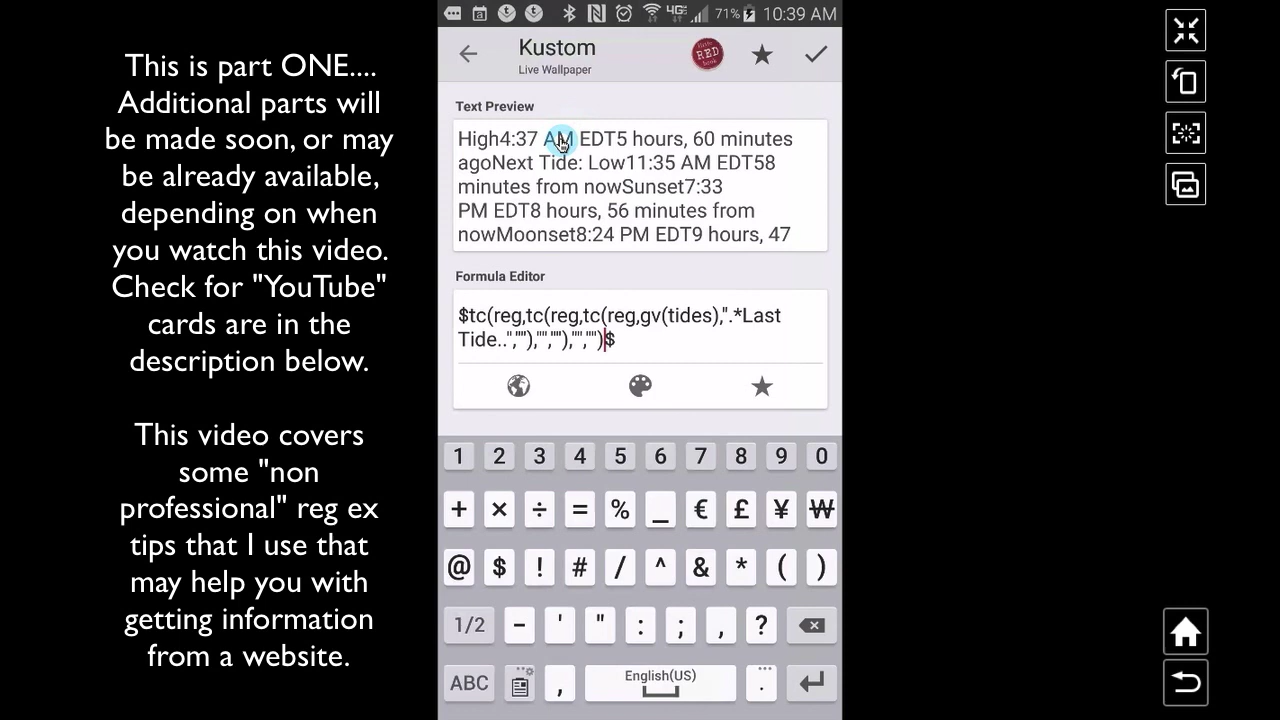 This is part ONE....
Additional parts will
be made soon, or may
be already available,
depending on when
you watch this video.
Check for "YouTube"
cards are in the
description below.
This video covers
some "non
professional" reg ex
tips that I use that
may help you with
getting information
from a website.
4G
71% 10:39 AM
Kustom
Live Wallpaper
RED
Text Preview
High4:37 AM EDT5 hours, 60 minutes
agoNext Tide: Low11:35 AM EDT58
minutes from nowSunset7:33
PM EDT8 hours, 56 minutes from
nowMoonset8:24 PM EDT9 hours, 47
Formula Editor
$tc(reg,tc(reg,tc(reg,gv(tides),".*Last
Tide..",""),"",""),"","")$
1 2 3 4 5 6 7 8 9 0
+ × ÷ = % _ € £ ¥ ₩
@ $ ! # / ^ & * ( )
1/2 - ' " : ; , ?
ABC , English(US) .